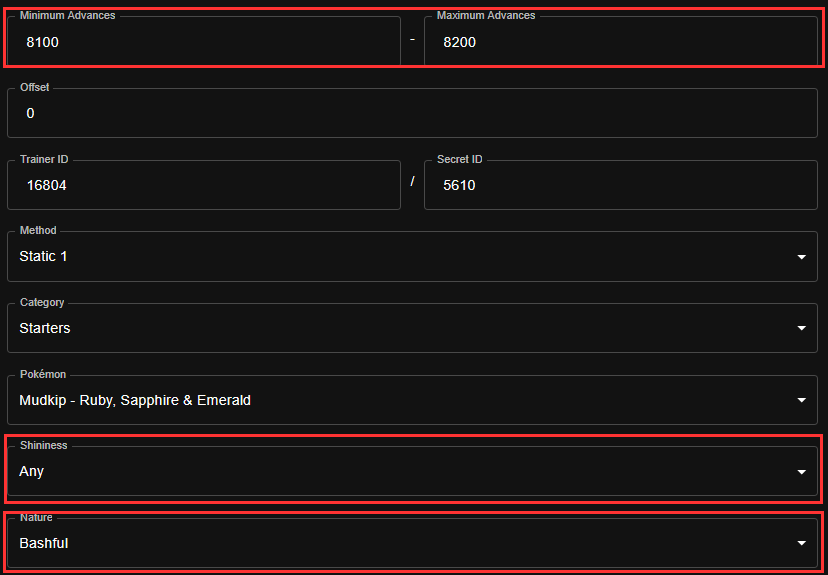 Minimum Advances Maximum Advances
8100 - 8200
Offset
0
Trainer ID Secret ID
16804 / 5610
Method
Static 1
Category
Starters
Pokémon
Mudkip - Ruby, Sapphire & Emerald
Shininess
Any
Nature
Bashful